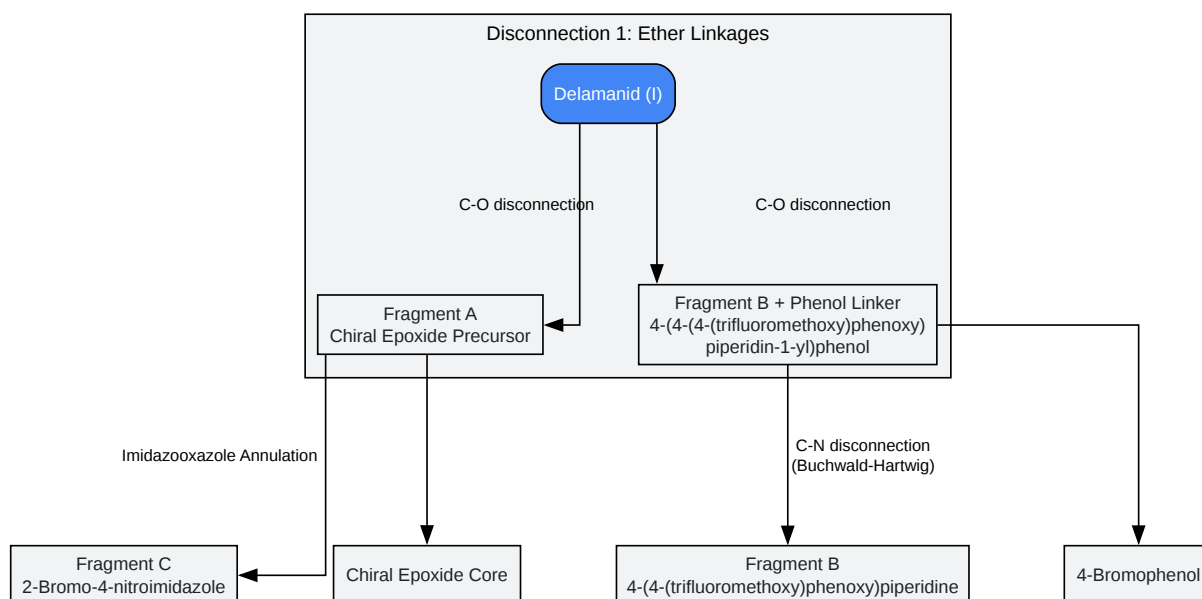 Disconnection 1: Ether Linkages
Delamanid (I)
C-O disconnection
C-O disconnection
Fragment A
Chiral Epoxide Precursor
Fragment B + Phenol Linker
4-(4-(4-(trifluoromethoxy)phenoxy)
piperidin-1-yl)phenol
Imidazooxazole Annulation
C-N disconnection
(Buchwald-Hartwig)
Fragment C
2-Bromo-4-nitroimidazole
Chiral Epoxide Core
Fragment B
4-(4-(trifluoromethoxy)phenoxy)piperidine
4-Bromophenol